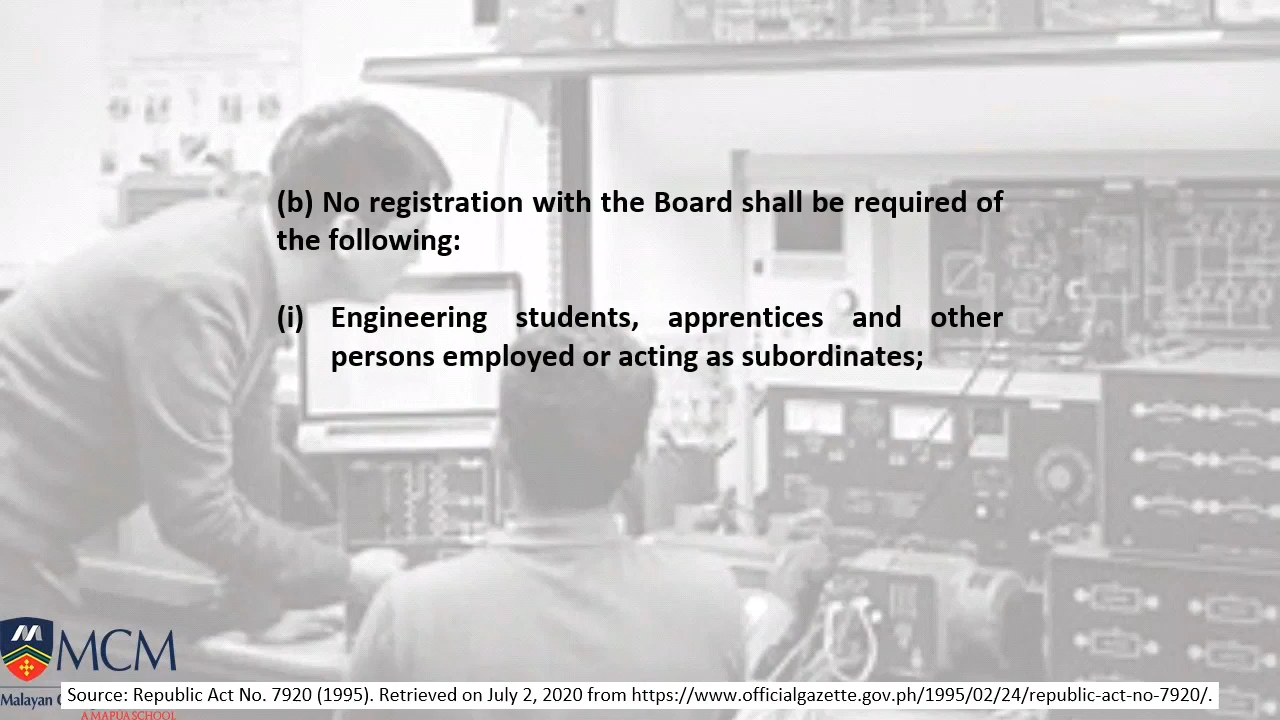 (b) No registration with the Board shall be required of
the following:
(i) Engineering students, apprentices and other
persons employed or acting as subordinates;
MCM
Malayan
Source: Republic Act No. 7920 (1995). Retrieved on July 2, 2020 from https://www.officialgazette.gov.ph/1995/02/24/republic-act-no-7920/.
A MAPUA SCHOOL